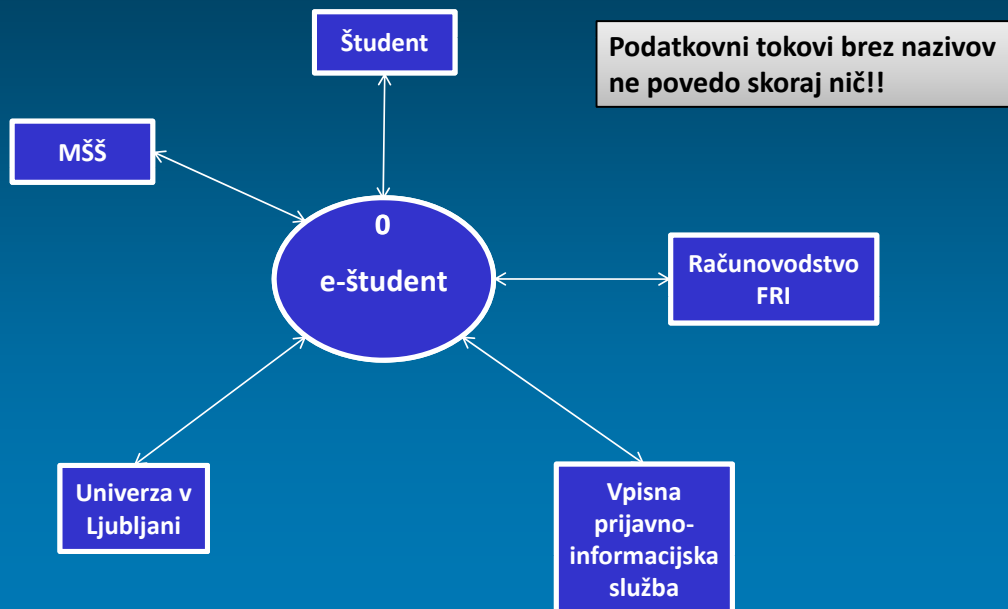 Študent
Podatkovni tokovi brez nazivov
ne povedo skoraj nič!!
MŠŠ
0
e-študent
Računovodstvo
FRI
Univerza v
Ljubljani
Vpisna
prijavno-
informacijska
služba